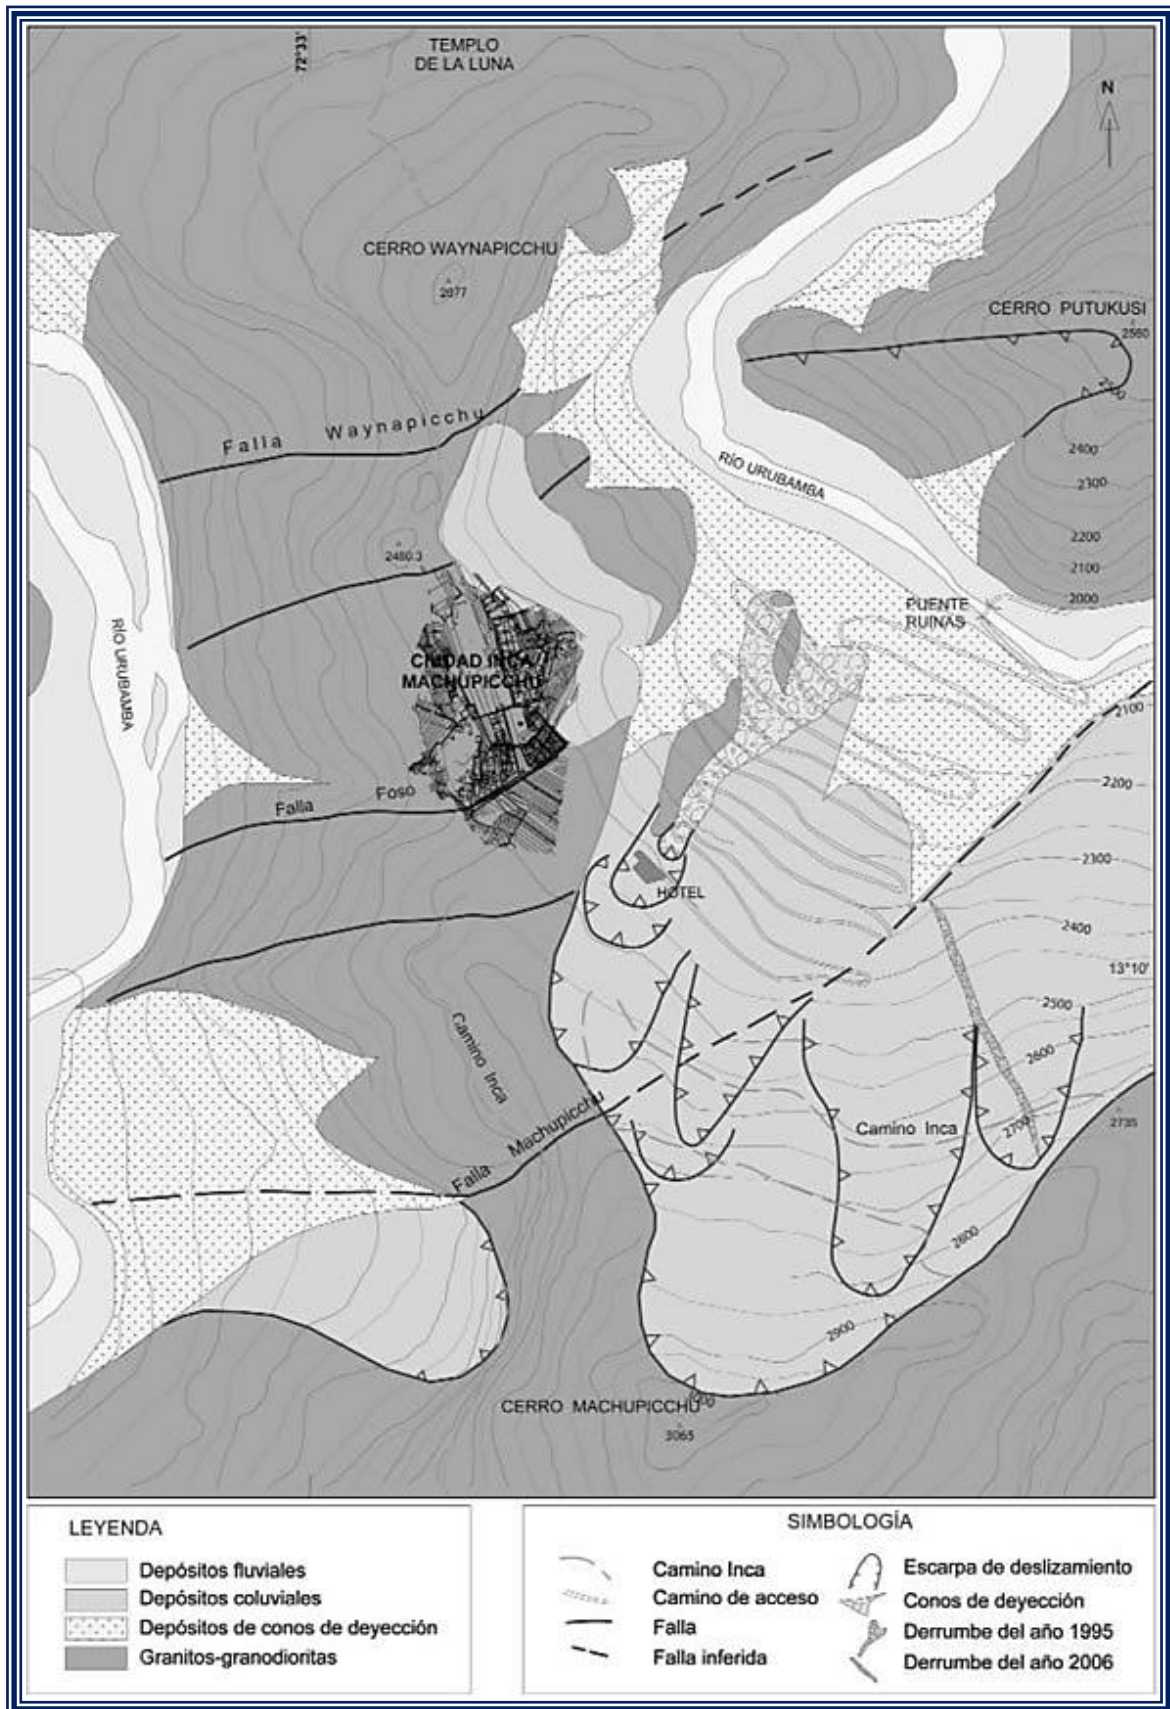 72°33'
TEMPLO
DE LA LUNA
N
CERRO WAYNAPICCHU
2677
CERRO PUTUKUSI
2560
Falla Waynapicchu
2400
2300
2200
2100
2000
RÍO URUBAMBA
2480.3
PUENTE
RUINAS
CIUDAD INCA
MACHUPICCHU
RÍO URUBAMBA
2100
2200
Falla Foso
2300
HOTEL
2400
13°10'
2500
Camino Inca
2600
Falla Machupicchu
Camino Inca
2700
2735
2800
2900
CERRO MACHUPICCHU
3065
LEYENDA
Depósitos fluviales
Depósitos coluviales
Depósitos de conos de deyección
Granitos-granodioritas
SIMBOLOGÍA
Camino Inca
Camino de acceso
Falla
Falla inferida
Escarpa de deslizamiento
Conos de deyección
Derrumbe del año 1995
Derrumbe del año 2006